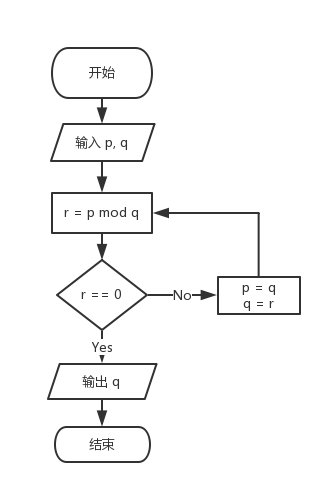 开始
输入 p, q
r = p mod q
r == 0
No
p = q
q = r
Yes
输出 q
结束